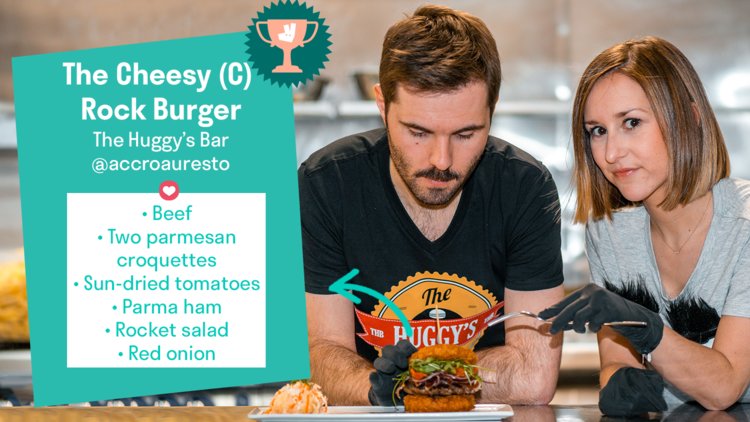 The Cheesy (C)
Rock Burger
The Huggy's Bar
@accroauresto
• Beef
• Two parmesan
croquettes
• Sun-dried tomatoes
• Parma ham
• Rocket salad
• Red onion
The
THB
HUGGY'S